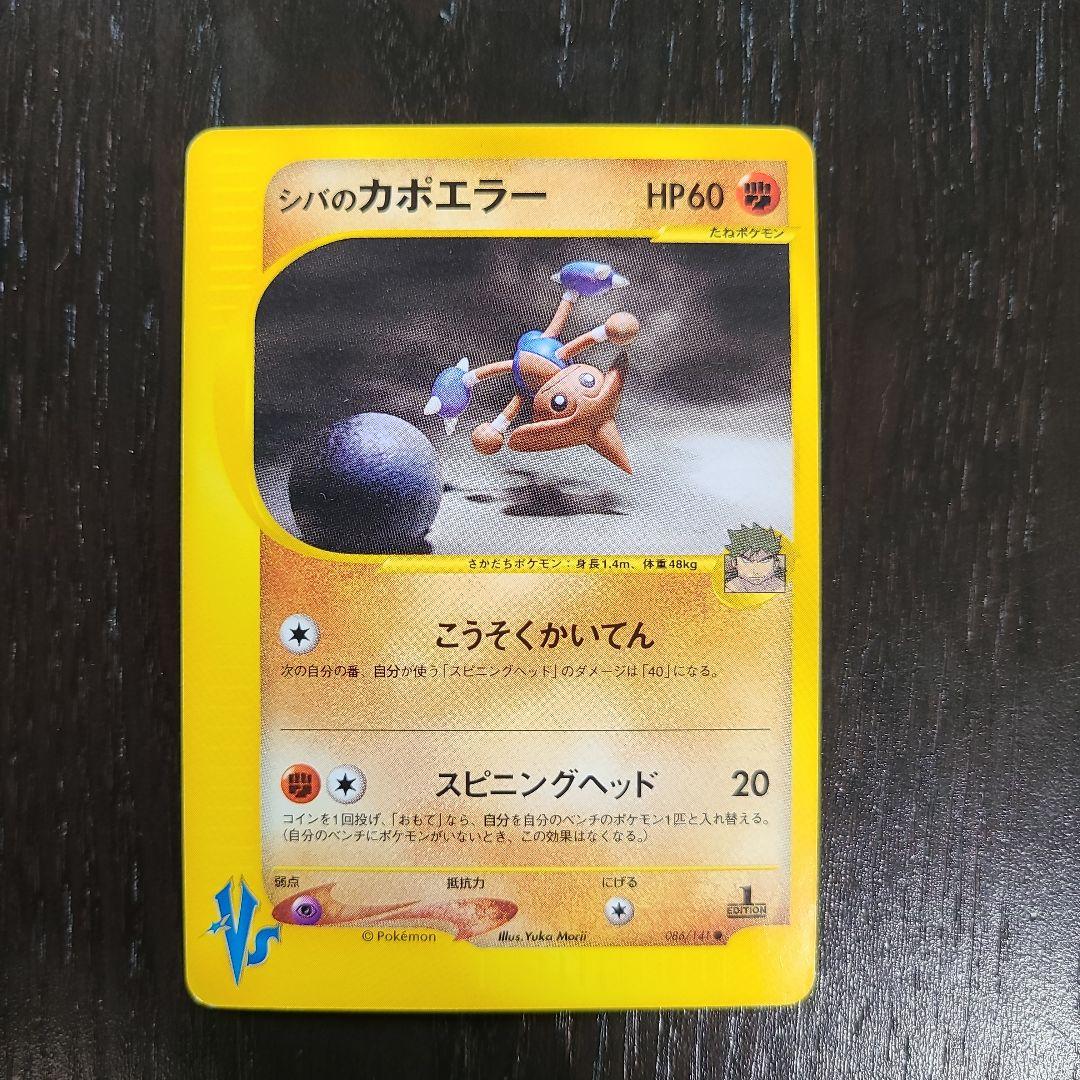 シバのカポエラー HP60
たねポケモン
さかだちポケモン：身長1.4m、体重48kg
こうそくかいてん
次の自分の番、自分が使う「スピニングヘッド」のダメージは「40」になる。
スピニングヘッド 20
コインを1回投げ、「おもて」なら、自分を自分のベンチのポケモン1匹と入れ替える。
（自分のベンチにポケモンがいないとき、この効果はなくなる。）
弱点 抵抗力 にげる
1
EDITION
VS
©Pokémon Illus. Yuka Morii 086/141